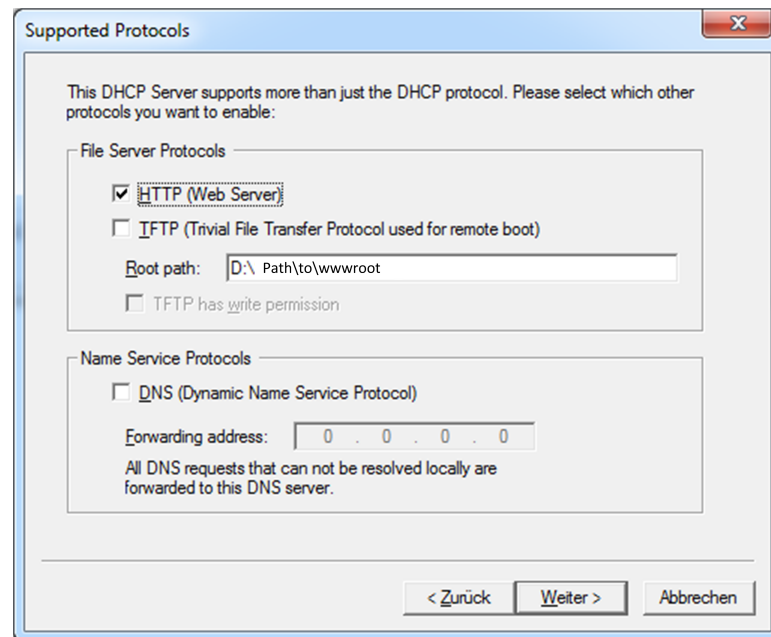 Supported Protocols
This DHCP Server supports more than just the DHCP protocol. Please select which other
protocols you want to enable:
File Server Protocols
HTTP (Web Server)
TFTP (Trivial File Transfer Protocol used for remote boot)
Root path: D:\ Path\to\wwwroot
TFTP has write permission
Name Service Protocols
DNS (Dynamic Name Service Protocol)
Forwarding address: 0 . 0 . 0 . 0
All DNS requests that can not be resolved locally are
forwarded to this DNS server.
< Zurück Weiter > Abbrechen